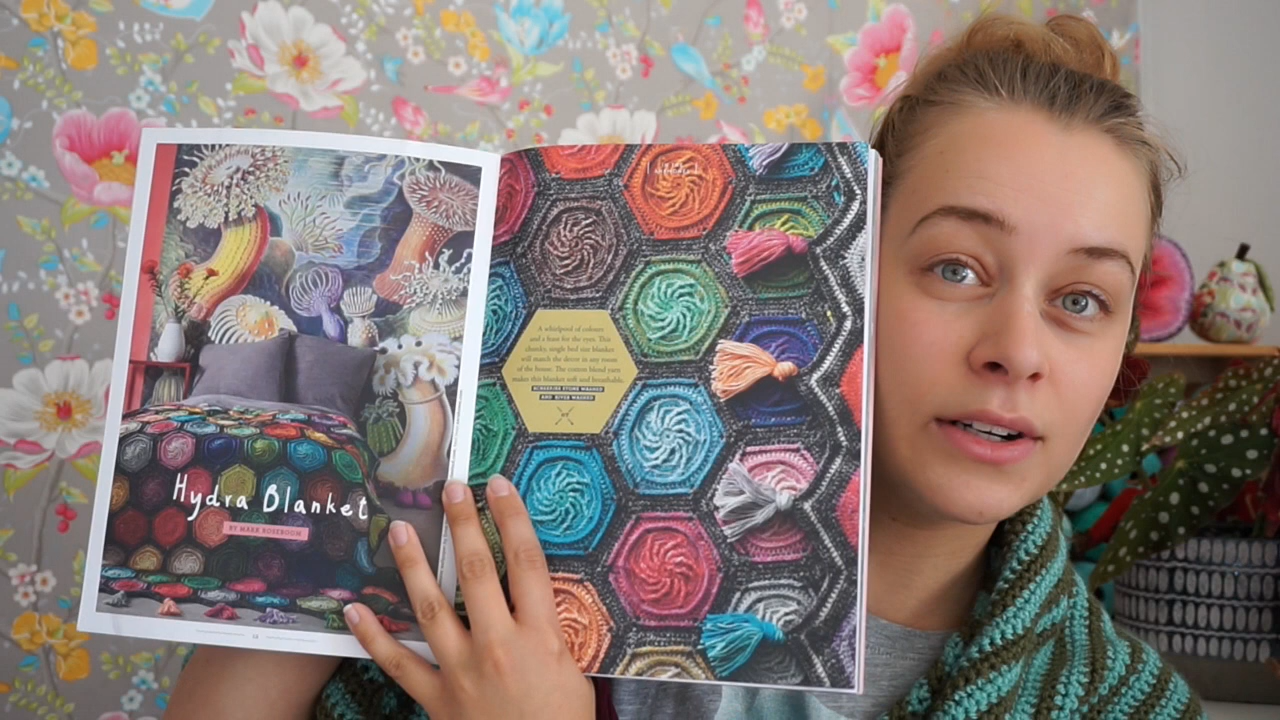 Hydra Blanket
BY MARK ROSEBOOM
A whirlpool of colours
and a feast for the eyes. This
chunky, single bed size blanket
will match the decor in any room
of the house. The cotton blend yarn
makes this blanket soft and breathable.
SCHEEPJES STONE WASHED
AND RIVER WASHED